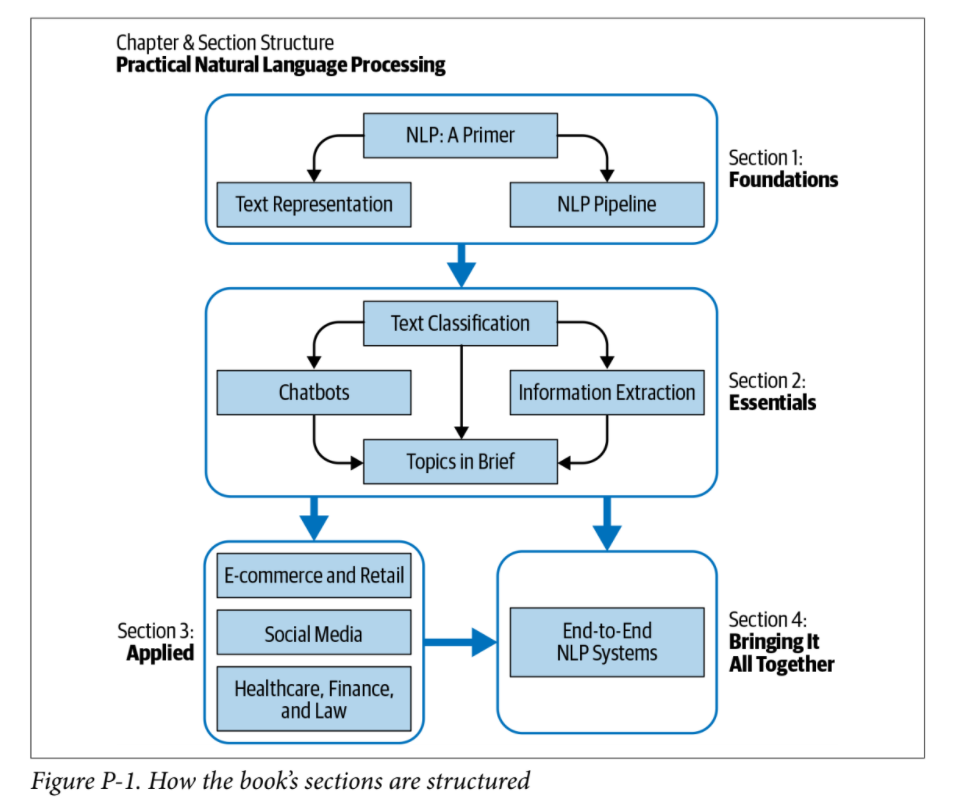 Chapter & Section Structure
Practical Natural Language Processing
NLP: A Primer
Text Representation
NLP Pipeline
Section 1:
Foundations
Text Classification
Chatbots
Information Extraction
Topics in Brief
Section 2:
Essentials
E-commerce and Retail
Social Media
Healthcare, Finance,
and Law
Section 3:
Applied
End-to-End
NLP Systems
Section 4:
Bringing It
All Together
Figure P-1. How the book’s sections are structured